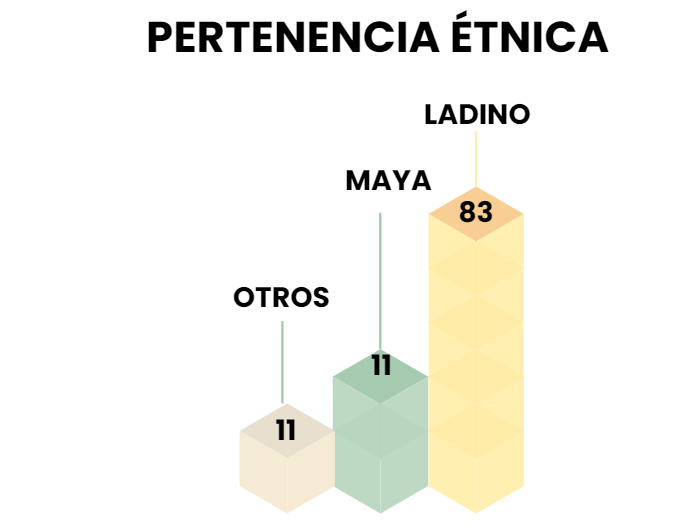 PERTENENCIA ÉTNICA
LADINO
MAYA
83
OTROS
11
11